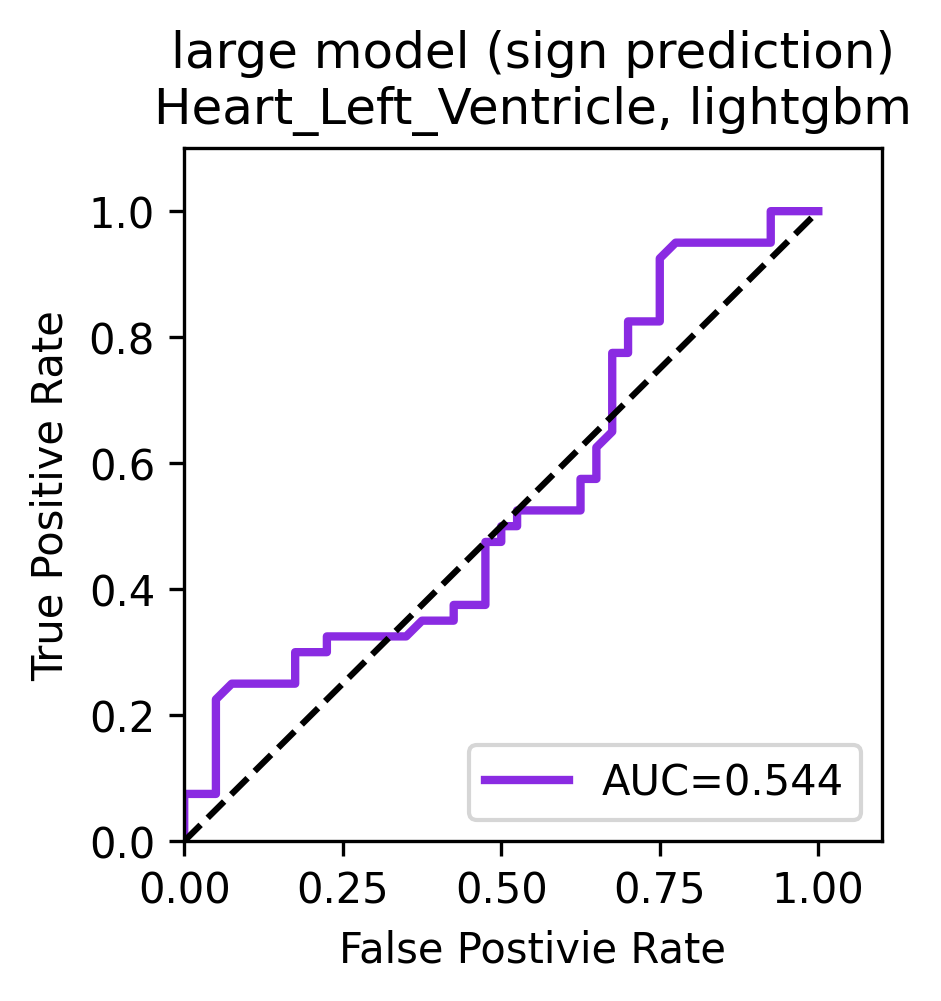 large model (sign prediction)
Heart_Left_Ventricle, lightgbm
1.0
0.8
0.6
0.4
0.2
0.0
True Positive Rate
AUC=0.544
0.00 0.25 0.50 0.75 1.00
False Postivie Rate